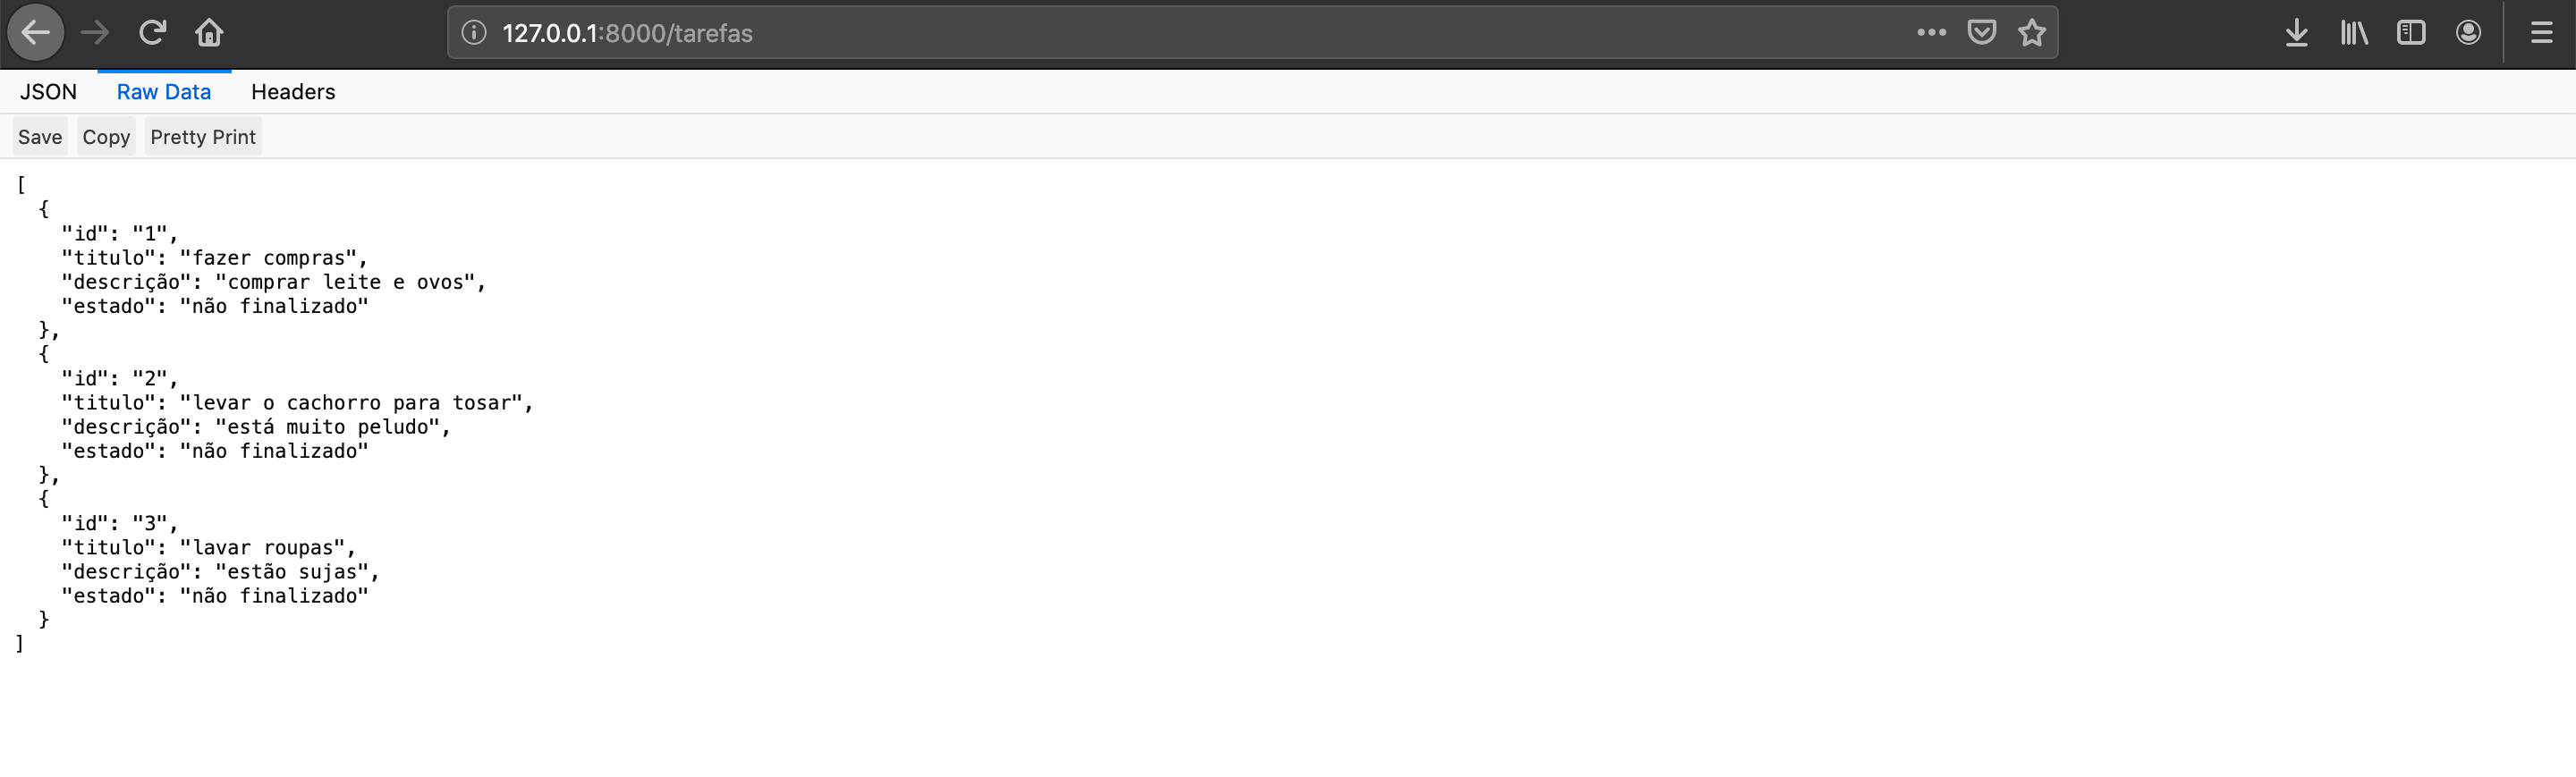 127.0.0.1:8000/tarefas
JSON Raw Data Headers
Save Copy Pretty Print
[
  {
    "id": "1",
    "titulo": "fazer compras",
    "descrição": "comprar leite e ovos",
    "estado": "não finalizado"
  },
  {
    "id": "2",
    "titulo": "levar o cachorro para tosar",
    "descrição": "está muito peludo",
    "estado": "não finalizado"
  },
  {
    "id": "3",
    "titulo": "lavar roupas",
    "descrição": "estão sujas",
    "estado": "não finalizado"
  }
]